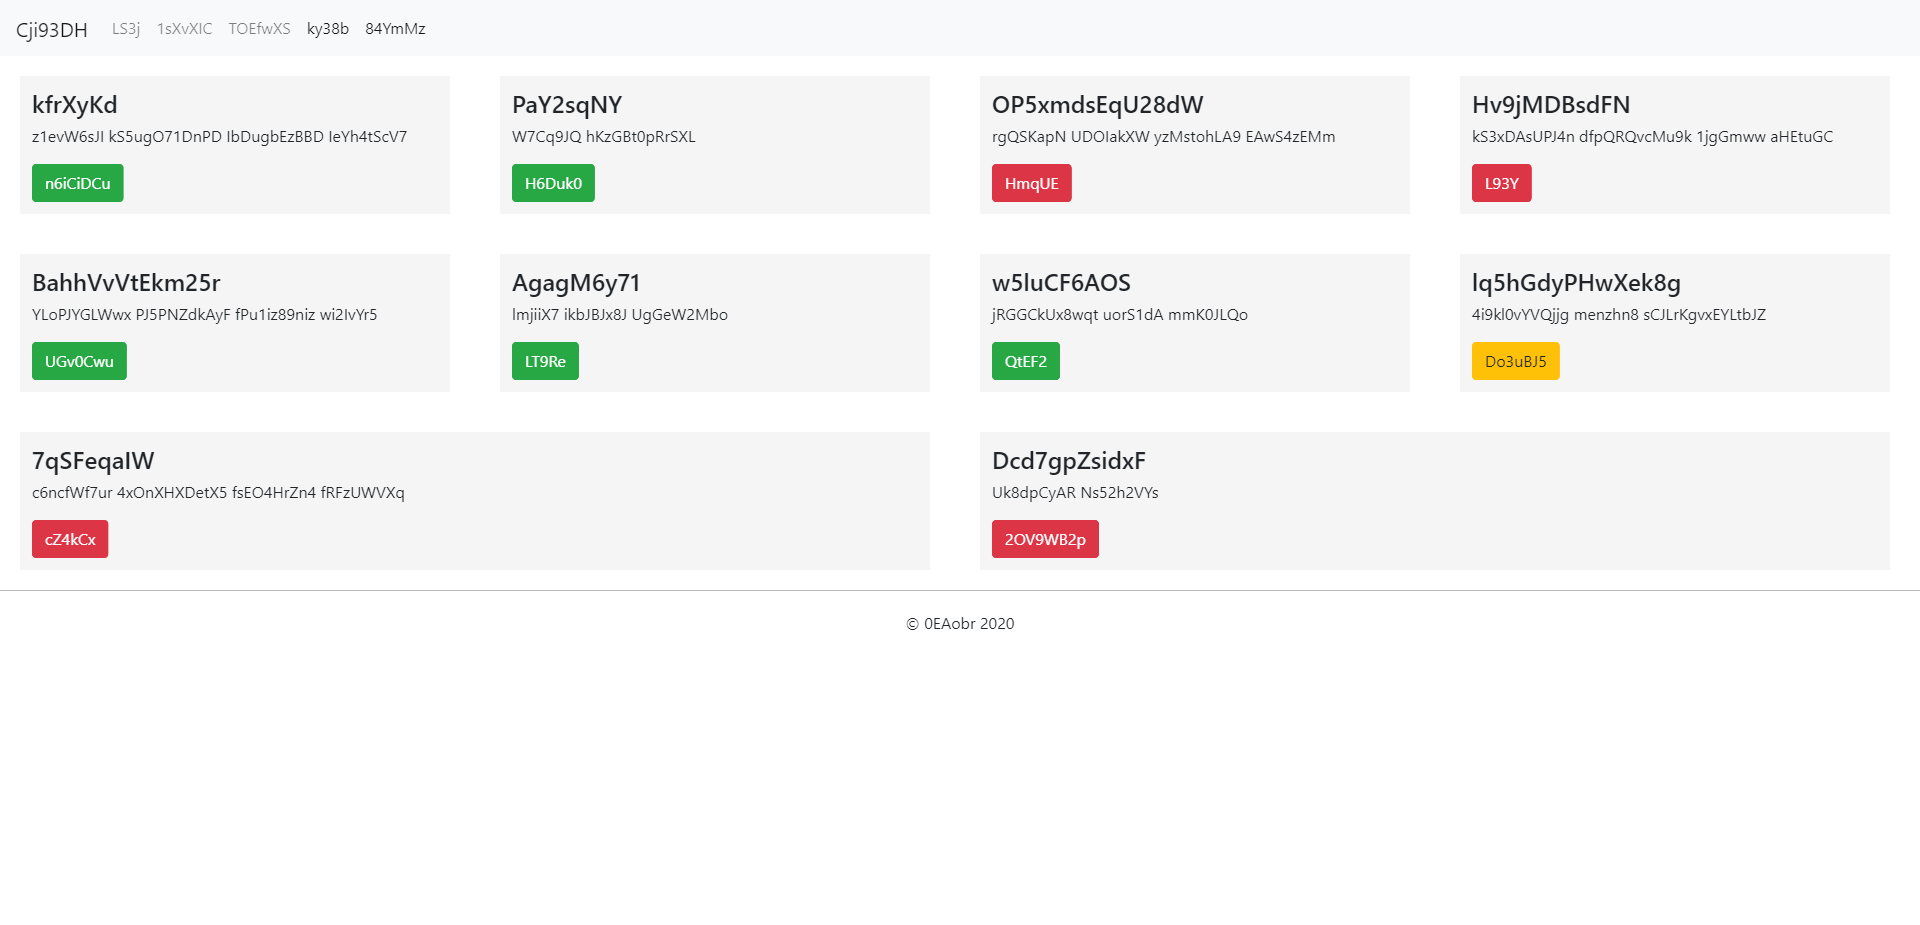 Cji93DH LS3j 1sXvXIC TOEfwXS ky38b 84YmMz
kfrXyKd
z1evW6sJI kS5ugO71DnPD IbDugbEzBBD IeYh4tScV7
n6iCiDCu
PaY2sqNY
W7Cq9JQ hKzGBt0pRrSXL
H6Duk0
OP5xmdsEqU28dW
rgQSKapN UDOIakXW yzMstohLA9 EAwS4zEMm
HmqUE
Hv9jMDBsdFN
kS3xDAsUPJ4n dfpQRQvcMu9k 1jgGmww aHEtuGC
L93Y
BahhVvVtEkm25r
YLoPJYGLWwx PJ5PNZdkAyF fPu1iz89niz wi2IvYr5
UGv0Cwu
AgagM6y71
lmjiiX7 ikbJBJx8J UgGeW2Mbo
LT9Re
w5luCF6AOS
jRGGCkUx8wqt uorS1dA mmK0JLQo
QtEF2
lq5hGdyPHwXek8g
4i9kl0vYVQjjg menzhn8 sCJLrKgvxEYLtbJZ
Do3uBJ5
7qSFeqaIW
c6ncfWf7ur 4xOnXHXDetX5 fsEO4HrZn4 fRFzUWVXq
cZ4kCx
Dcd7gpZsidxF
Uk8dpCyAR Ns52h2VYs
2OV9WB2p
© 0EAobr 2020